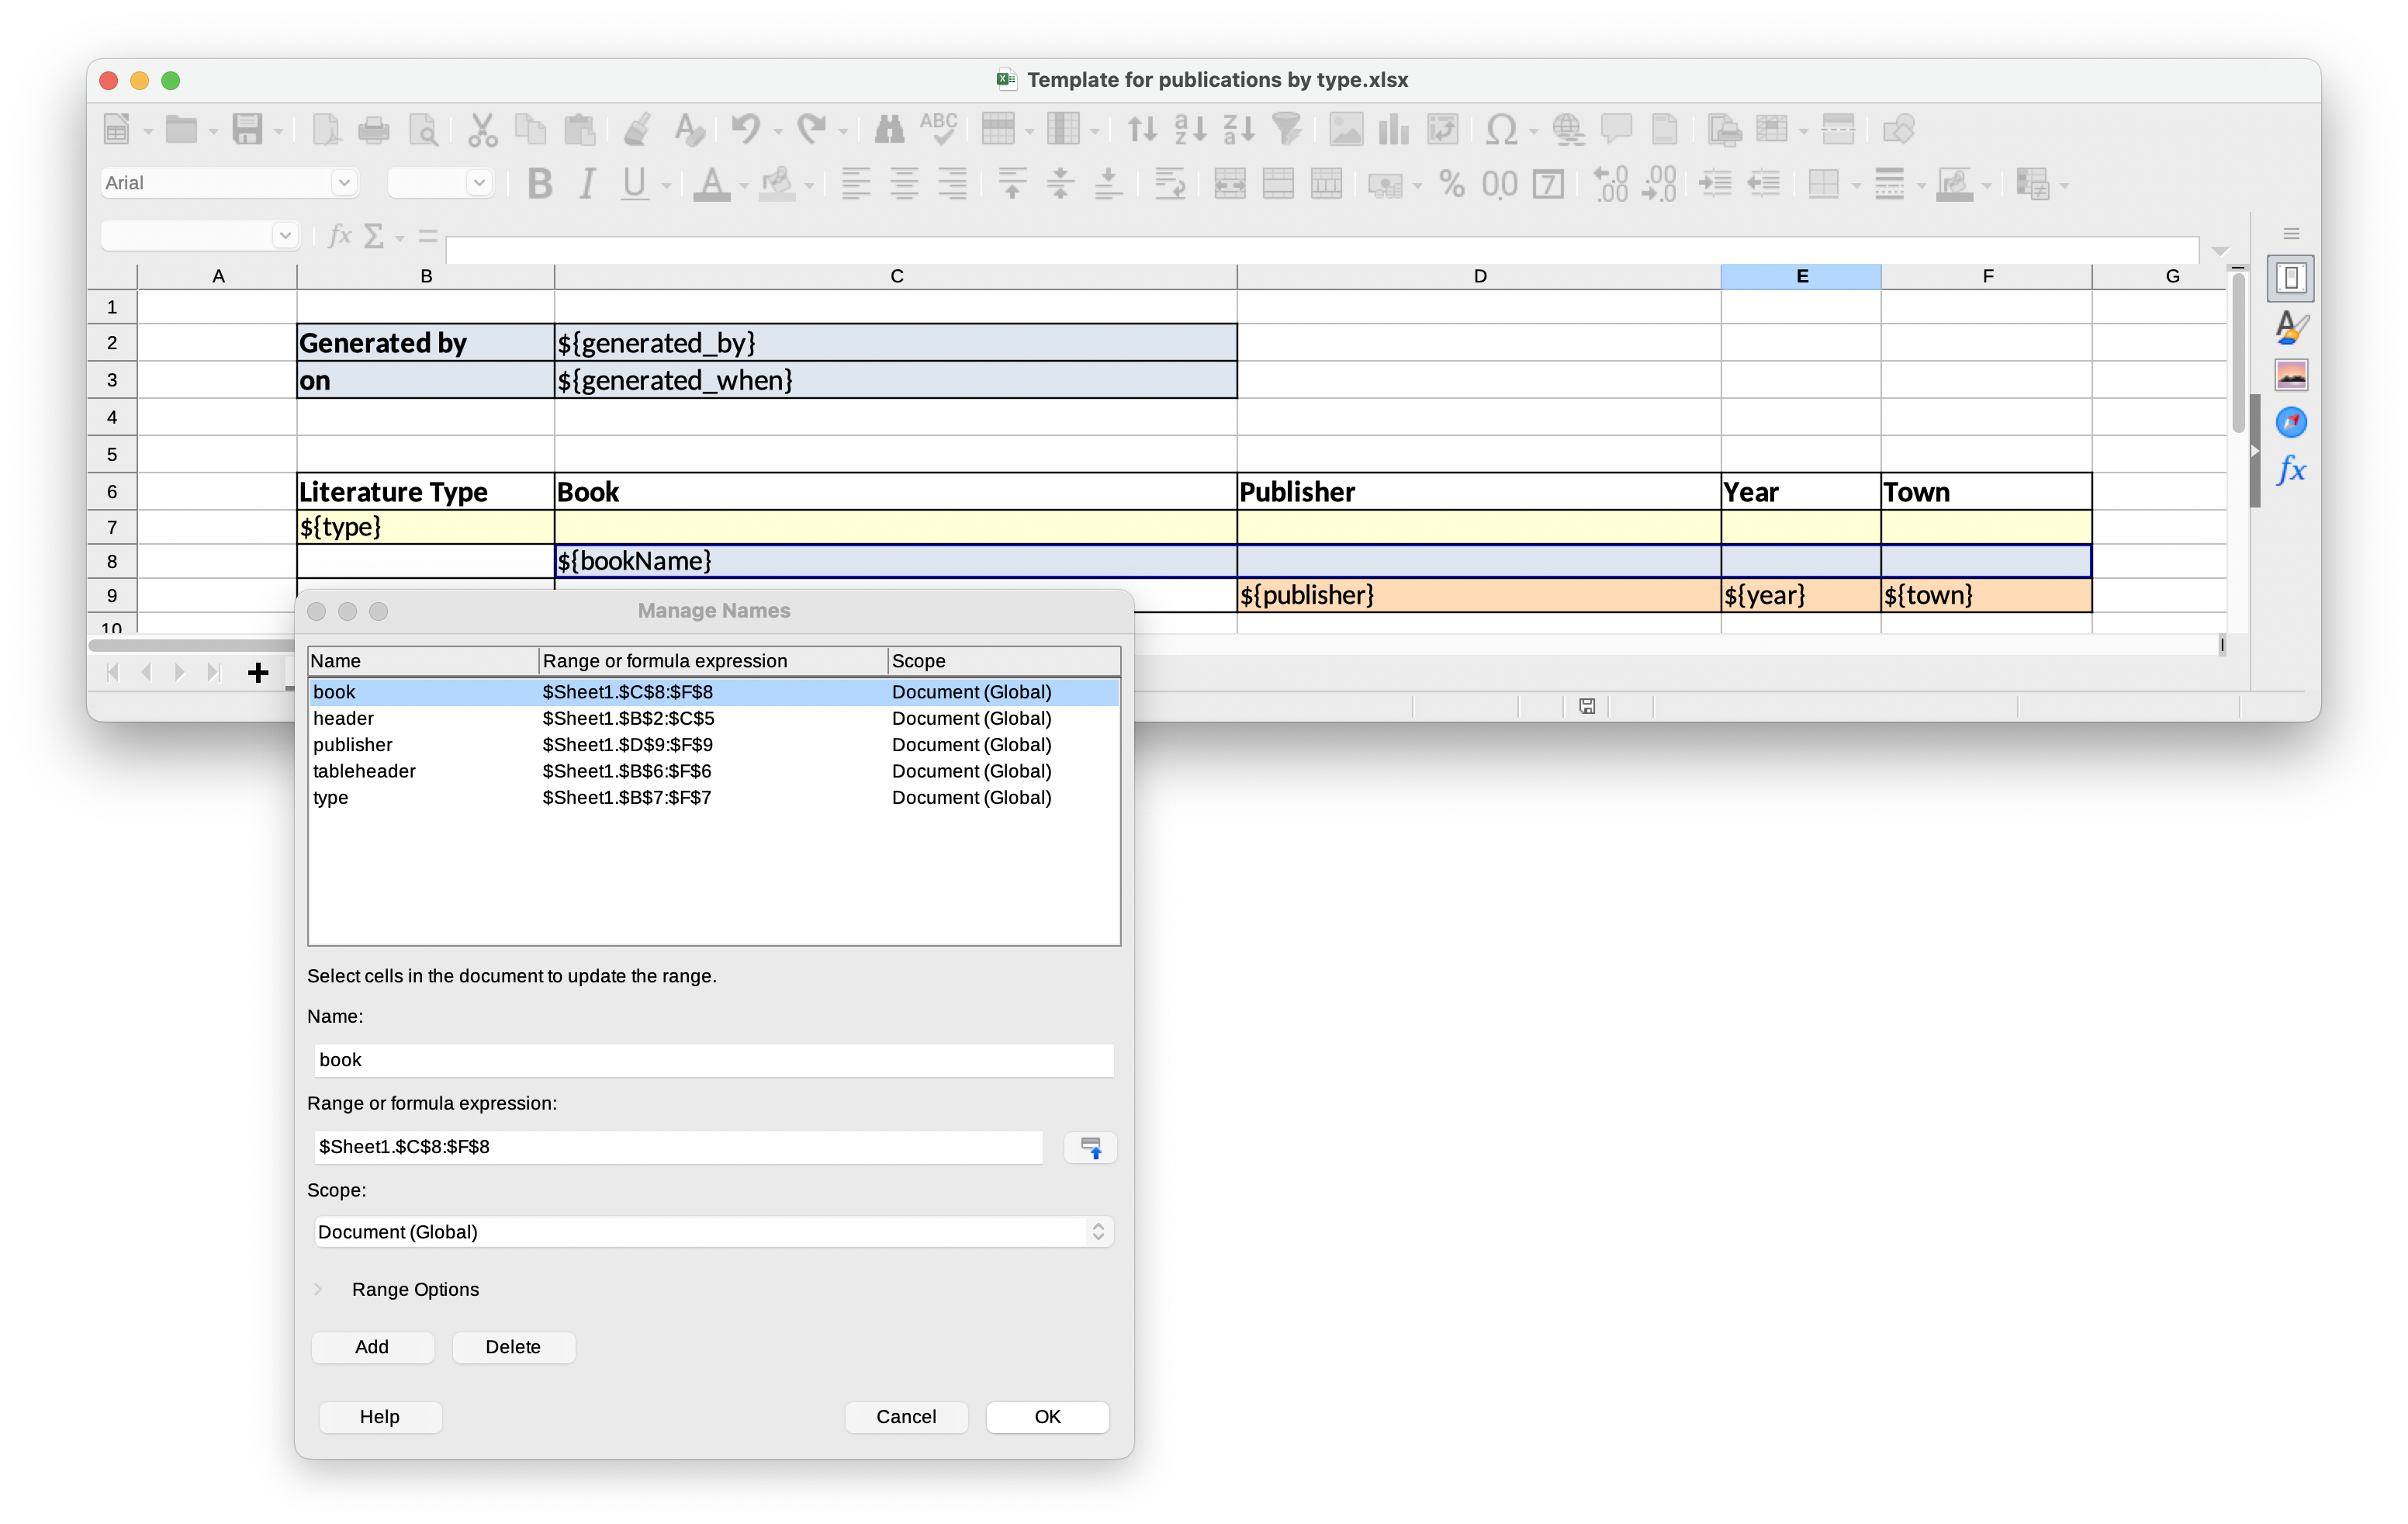 Template for publications by type.xlsx
ABC
Arial
A B C D E F G
1
2 Generated by ${generated_by}
3 on ${generated_when}
4
5
6 Literature Type Book Publisher Year Town
7 ${type}
8 ${bookName}
9 ${publisher} ${year} ${town}
10
Manage Names
Name Range or formula expression Scope
book $Sheet1.$C$8:$F$8 Document (Global)
header $Sheet1.$B$2:$C$5 Document (Global)
publisher $Sheet1.$D$9:$F$9 Document (Global)
tableheader $Sheet1.$B$6:$F$6 Document (Global)
type $Sheet1.$B$7:$F$7 Document (Global)
Select cells in the document to update the range.
Name:
book
Range or formula expression:
$Sheet1.$C$8:$F$8
Scope:
Document (Global)
Range Options
Add Delete
Help Cancel OK